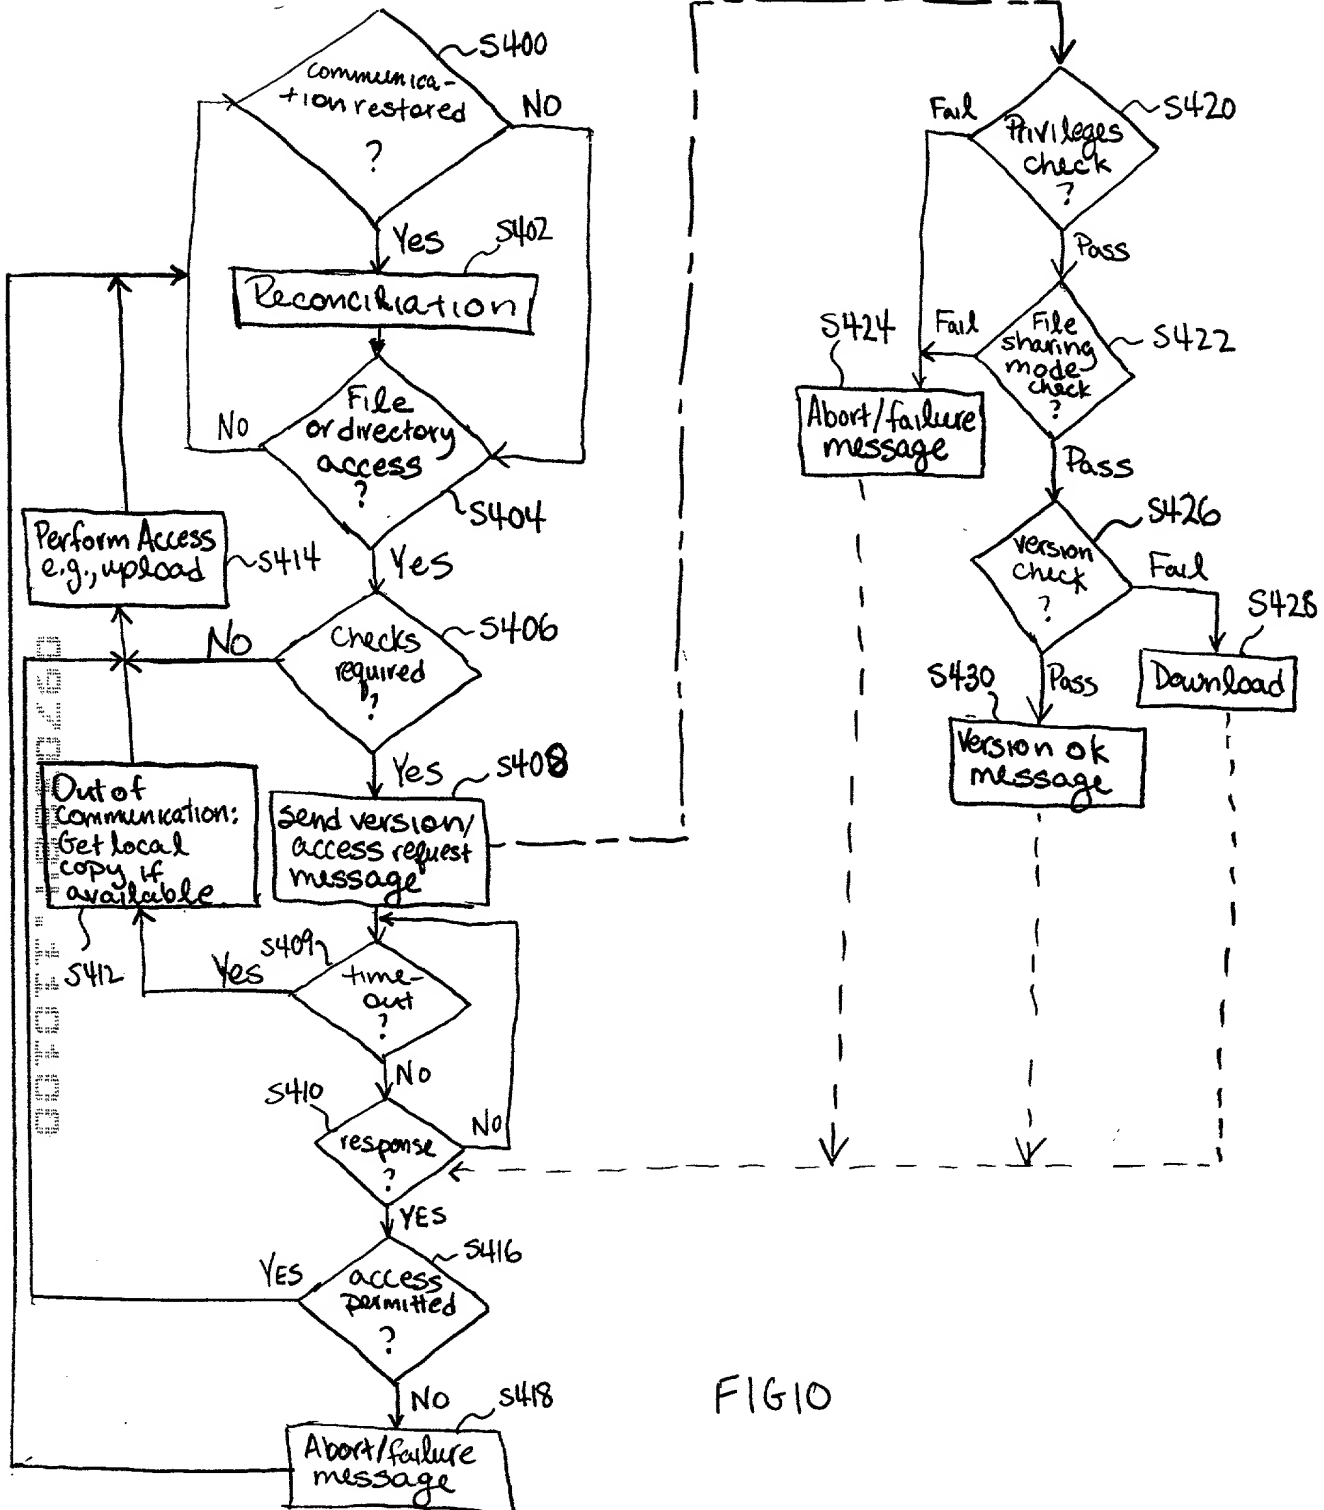 S400
communica-
tion restored
?
NO
Yes
S402
Reconciliation
File
or directory
access
?
No
S404
Yes
Perform Access
e.g., upload
S414
Checks
required
?
S406
No
Yes
S408
Send version/
access request
message
Out of
communication:
Get local
copy if
available
S412
S409
time-
out
?
Yes
No
S410
response
?
No
YES
S416
access
permitted
?
YES
NO
S418
Abort/failure
message
S420
Privileges
check
?
Fail
Pass
S422
File
sharing
mode
check
?
Fail
S424
Abort/failure
message
Pass
S426
version
check
?
Fail
S428
Download
Pass
S430
Version ok
message
FIG10